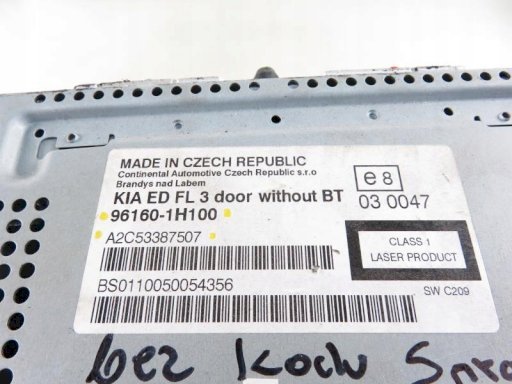 MADE IN CZECH REPUBLIC
Continental Automotive Czech Republic s.r.o
Brandys nad Labem
KIA ED FL 3 door without BT
96160-1H100
A2C53387507
BS0110050054356
e8
03 0047
CLASS 1
LASER PRODUCT
SW C209
bez Kodu